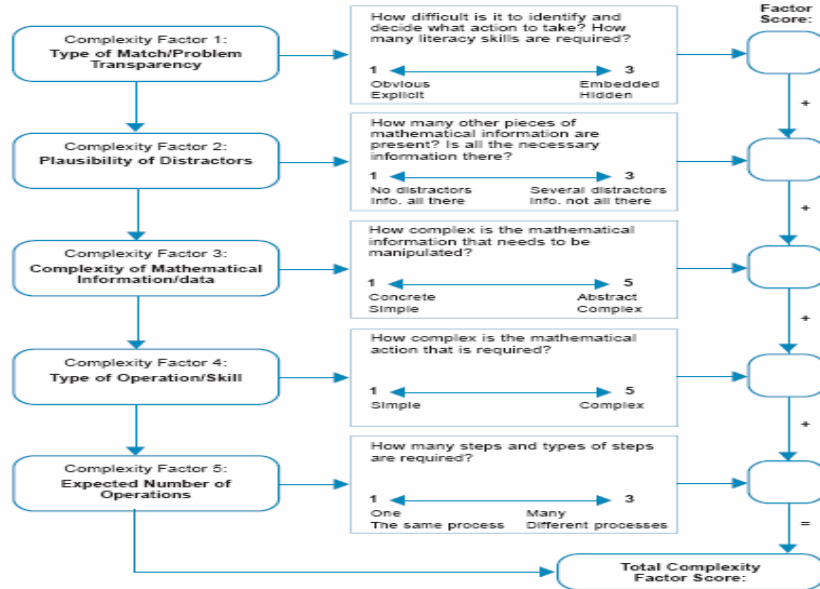 Factor
Score:
Complexity Factor 1:
Type of Match/Problem
Transparency
How difficult is it to identify and
decide what action to take? How
many literacy skills are required?
1 3
Obvious Embedded
Explicit Hidden
+
Complexity Factor 2:
Plausibility of Distractors
How many other pieces of
mathematical information are
present? Is all the necessary
information there?
1 3
No distractors Several distractors
Info. all there Info. not all there
+
Complexity Factor 3:
Complexity of Mathematical
Information/data
How complex is the mathematical
information that needs to be
manipulated?
1 5
Concrete Abstract
Simple Complex
+
Complexity Factor 4:
Type of Operation/Skill
How complex is the mathematical
action that is required?
1 5
Simple Complex
+
Complexity Factor 5:
Expected Number of
Operations
How many steps and types of steps
are required?
1 3
One Many
The same process Different processes
=
Total Complexity
Factor Score: